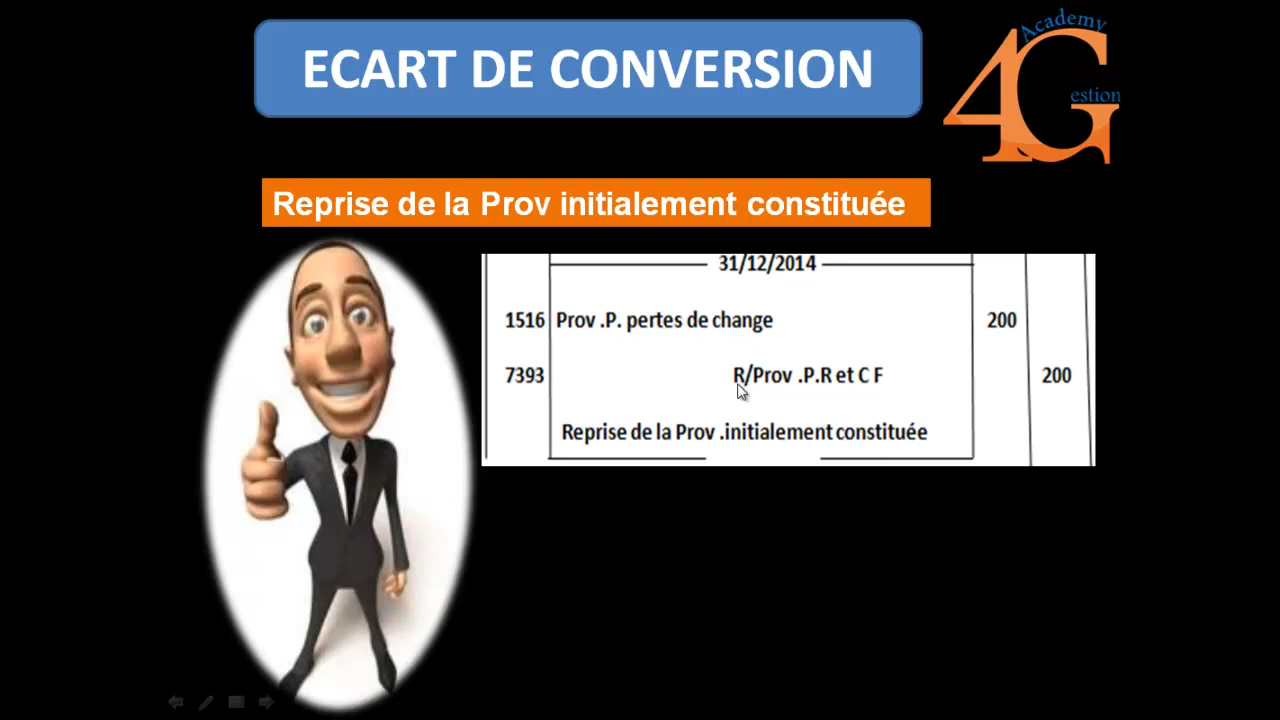 ECART DE CONVERSION
Academy
4G
estion
Reprise de la Prov initialement constituée
31/12/2014
1516 Prov .P. pertes de change 200
7393 R/Prov .P.R et C F 200
Reprise de la Prov .initialement constituée